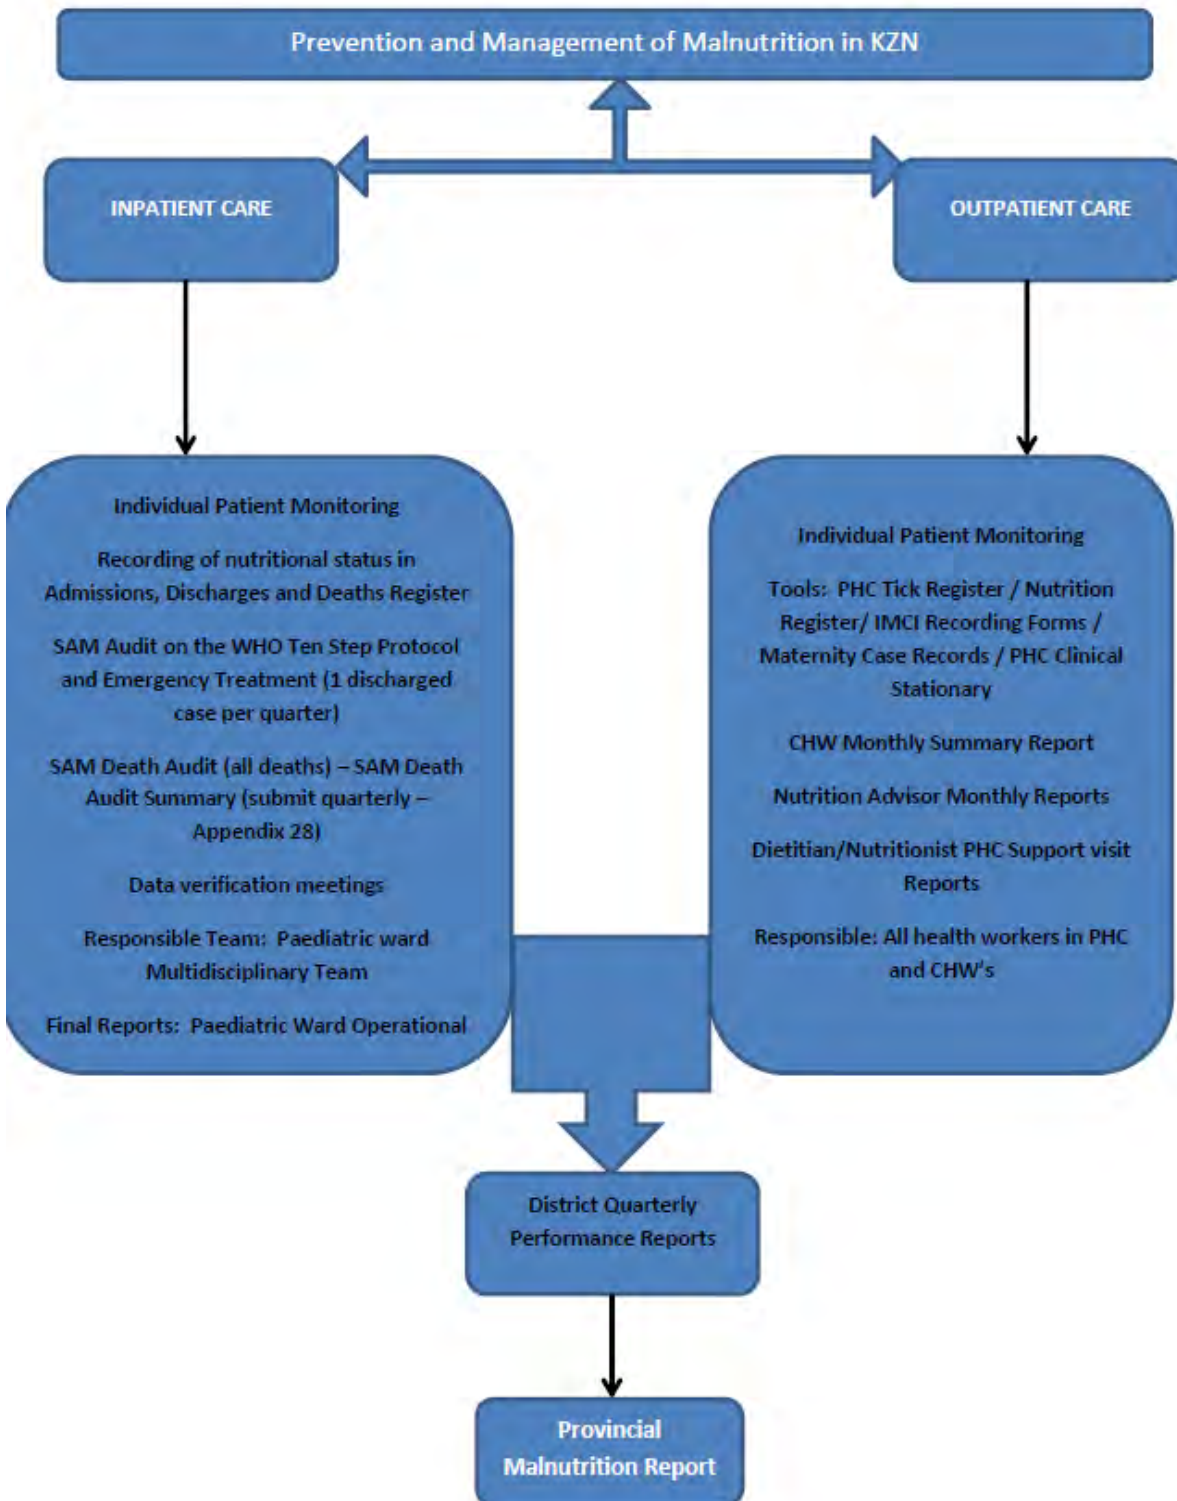 Prevention and Management of Malnutrition in KZN
INPATIENT CARE
OUTPATIENT CARE
Individual Patient Monitoring
Recording of nutritional status in
Admissions, Discharges and Deaths Register
SAM Audit on the WHO Ten Step Protocol
and Emergency Treatment (1 discharged
case per quarter)
SAM Death Audit (all deaths) – SAM Death
Audit Summary (submit quarterly –
Appendix 28)
Data verification meetings
Responsible Team: Paediatric ward
Multidisciplinary Team
Final Reports: Paediatric Ward Operational
Individual Patient Monitoring
Tools: PHC Tick Register / Nutrition
Register/ IMCI Recording Forms /
Maternity Case Records / PHC Clinical
Stationary
CHW Monthly Summary Report
Nutrition Advisor Monthly Reports
Dietitian/Nutritionist PHC Support visit
Reports
Responsible: All health workers in PHC
and CHW's
District Quarterly
Performance Reports
Provincial
Malnutrition Report